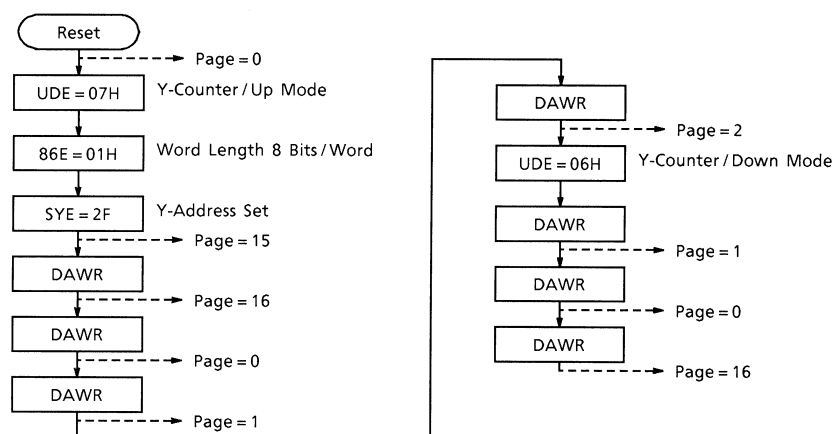 Reset
Page = 0
UDE = 07H Y-Counter / Up Mode
86E = 01H Word Length 8 Bits / Word
SYE = 2F Y-Address Set
Page = 15
DAWR
Page = 16
DAWR
Page = 0
DAWR
Page = 1
DAWR
Page = 2
UDE = 06H Y-Counter / Down Mode
DAWR
Page = 1
DAWR
Page = 0
DAWR
Page = 16